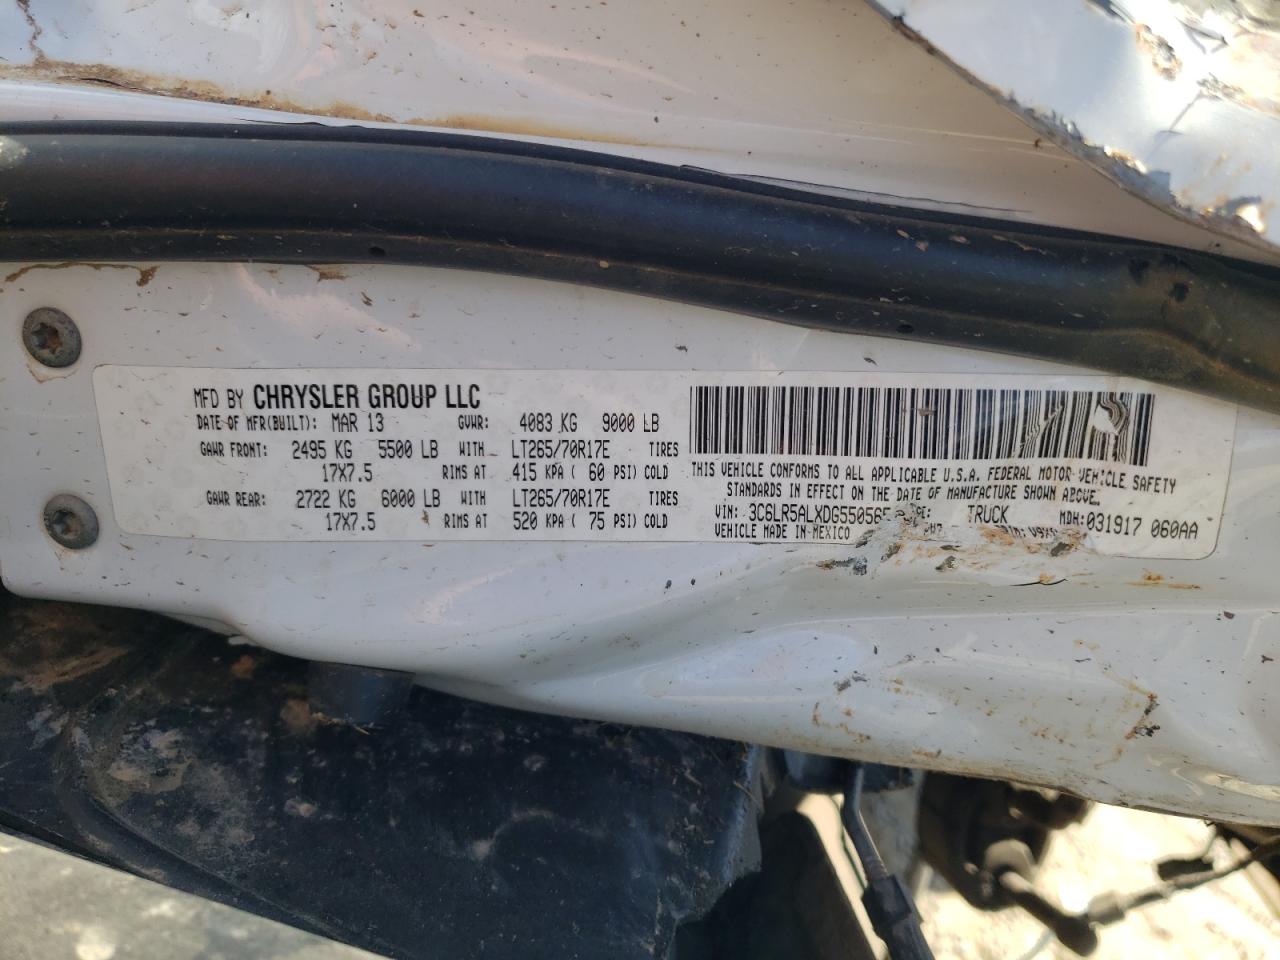 MFD BY CHRYSLER GROUP LLC
DATE OF MFR(BUILT): MAR 13 GVWR: 4083 KG 9000 LB
GAWR FRONT: 2495 KG 5500 LB WITH LT265/70R17E TIRES
17X7.5 RIMS AT 415 KPA ( 60 PSI) COLD
GAWR REAR: 2722 KG 6000 LB WITH LT265/70R17E TIRES
17X7.5 RIMS AT 520 KPA ( 75 PSI) COLD
THIS VEHICLE CONFORMS TO ALL APPLICABLE U.S.A. FEDERAL MOTOR VEHICLE SAFETY
STANDARDS IN EFFECT ON THE DATE OF MANUFACTURE SHOWN ABOVE.
VIN: TRUCK MDH: 031917 060AA
VEHICLE MADE IN MEXICO